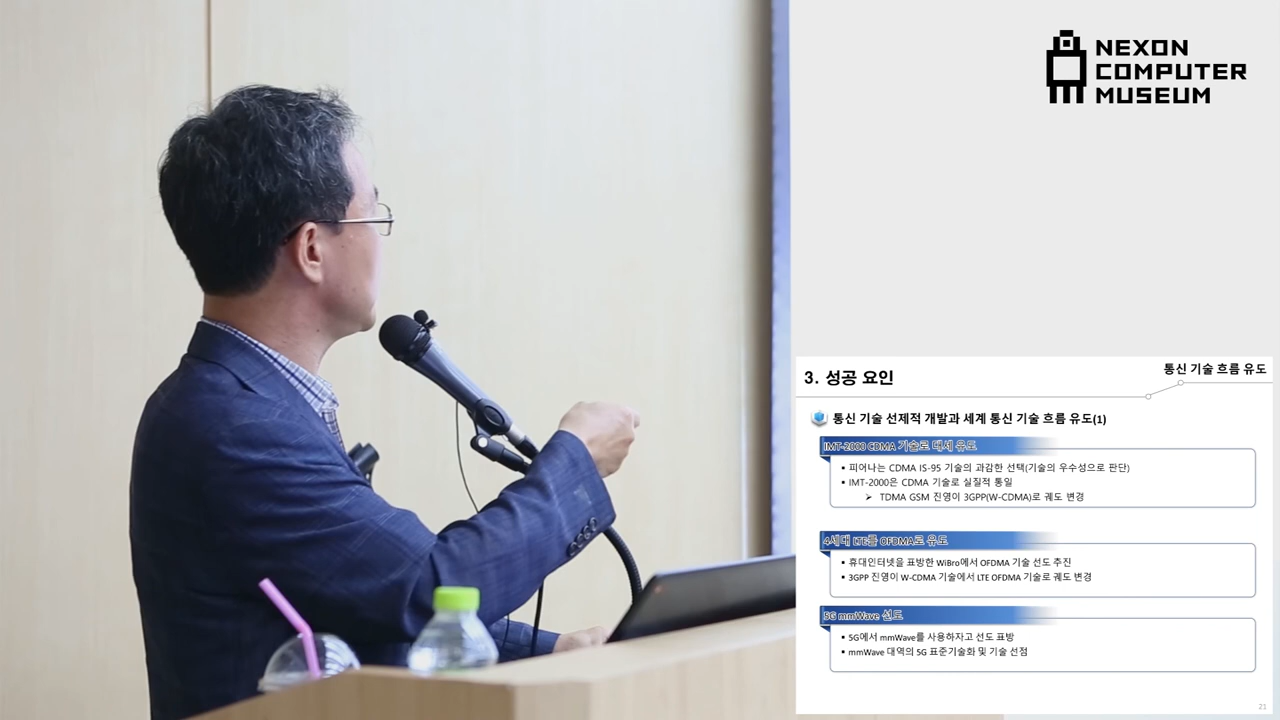 NEXON
COMPUTER
MUSEUM
3. 성공 요인
통신 기술 흐름 유도
통신 기술 선제적 개발과 세계 통신 기술 흐름 유도(1)
IMT-2000 CDMA 기술로 대세 유도
▪ 피어나는 CDMA IS-95 기술의 과감한 선택(기술의 우수성으로 판단)
▪ IMT-2000은 CDMA 기술로 실질적 통일
➢ TDMA GSM 진영이 3GPP(W-CDMA)로 궤도 변경
4세대 LTE를 OFDMA로 유도
▪ 휴대인터넷을 표방한 WiBro에서 OFDMA 기술 선도 추진
▪ 3GPP 진영이 W-CDMA 기술에서 LTE OFDMA 기술로 궤도 변경
5G mmWave 선도
▪ 5G에서 mmWave를 사용하자고 선도 표방
▪ mmWave 대역의 5G 표준기술화 및 기술 선점
21